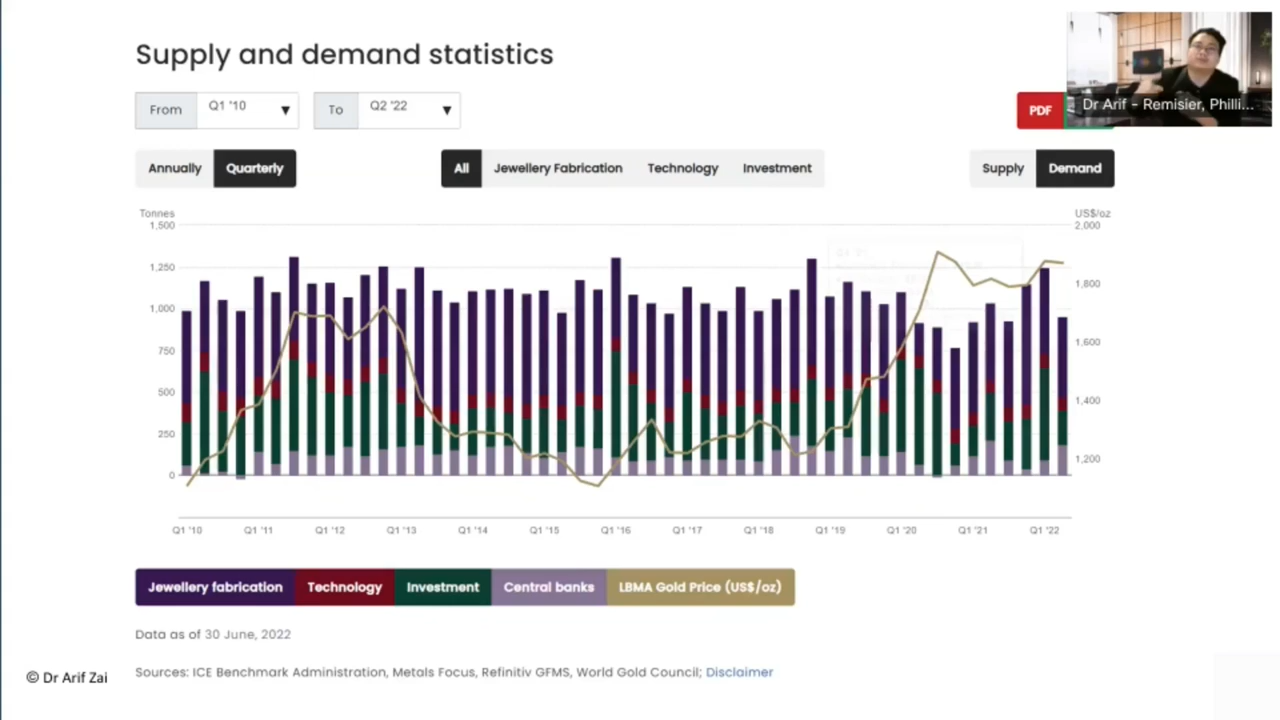 Supply and demand statistics
From Q1 '10 ▼ To Q2 '22 ▼
PDF
Dr Arif - Remisier, Philli...
Annually Quarterly All Jewellery Fabrication Technology Investment Supply Demand
Tonnes US$/oz
1,500 2,000
1,250
1,800
1,000
750
1,600
500
1,400
250
1,200
0
Q1 '10 Q1 '11 Q1 '12 Q1 '13 Q1 '14 Q1 '15 Q1 '16 Q1 '17 Q1 '18 Q1 '19 Q1 '20 Q1 '21 Q1 '22
Jewellery fabrication Technology Investment Central banks LBMA Gold Price (US$/oz)
Data as of 30 June, 2022
Sources: ICE Benchmark Administration, Metals Focus, Refinitiv GFMS, World Gold Council; Disclaimer
© Dr Arif Zai